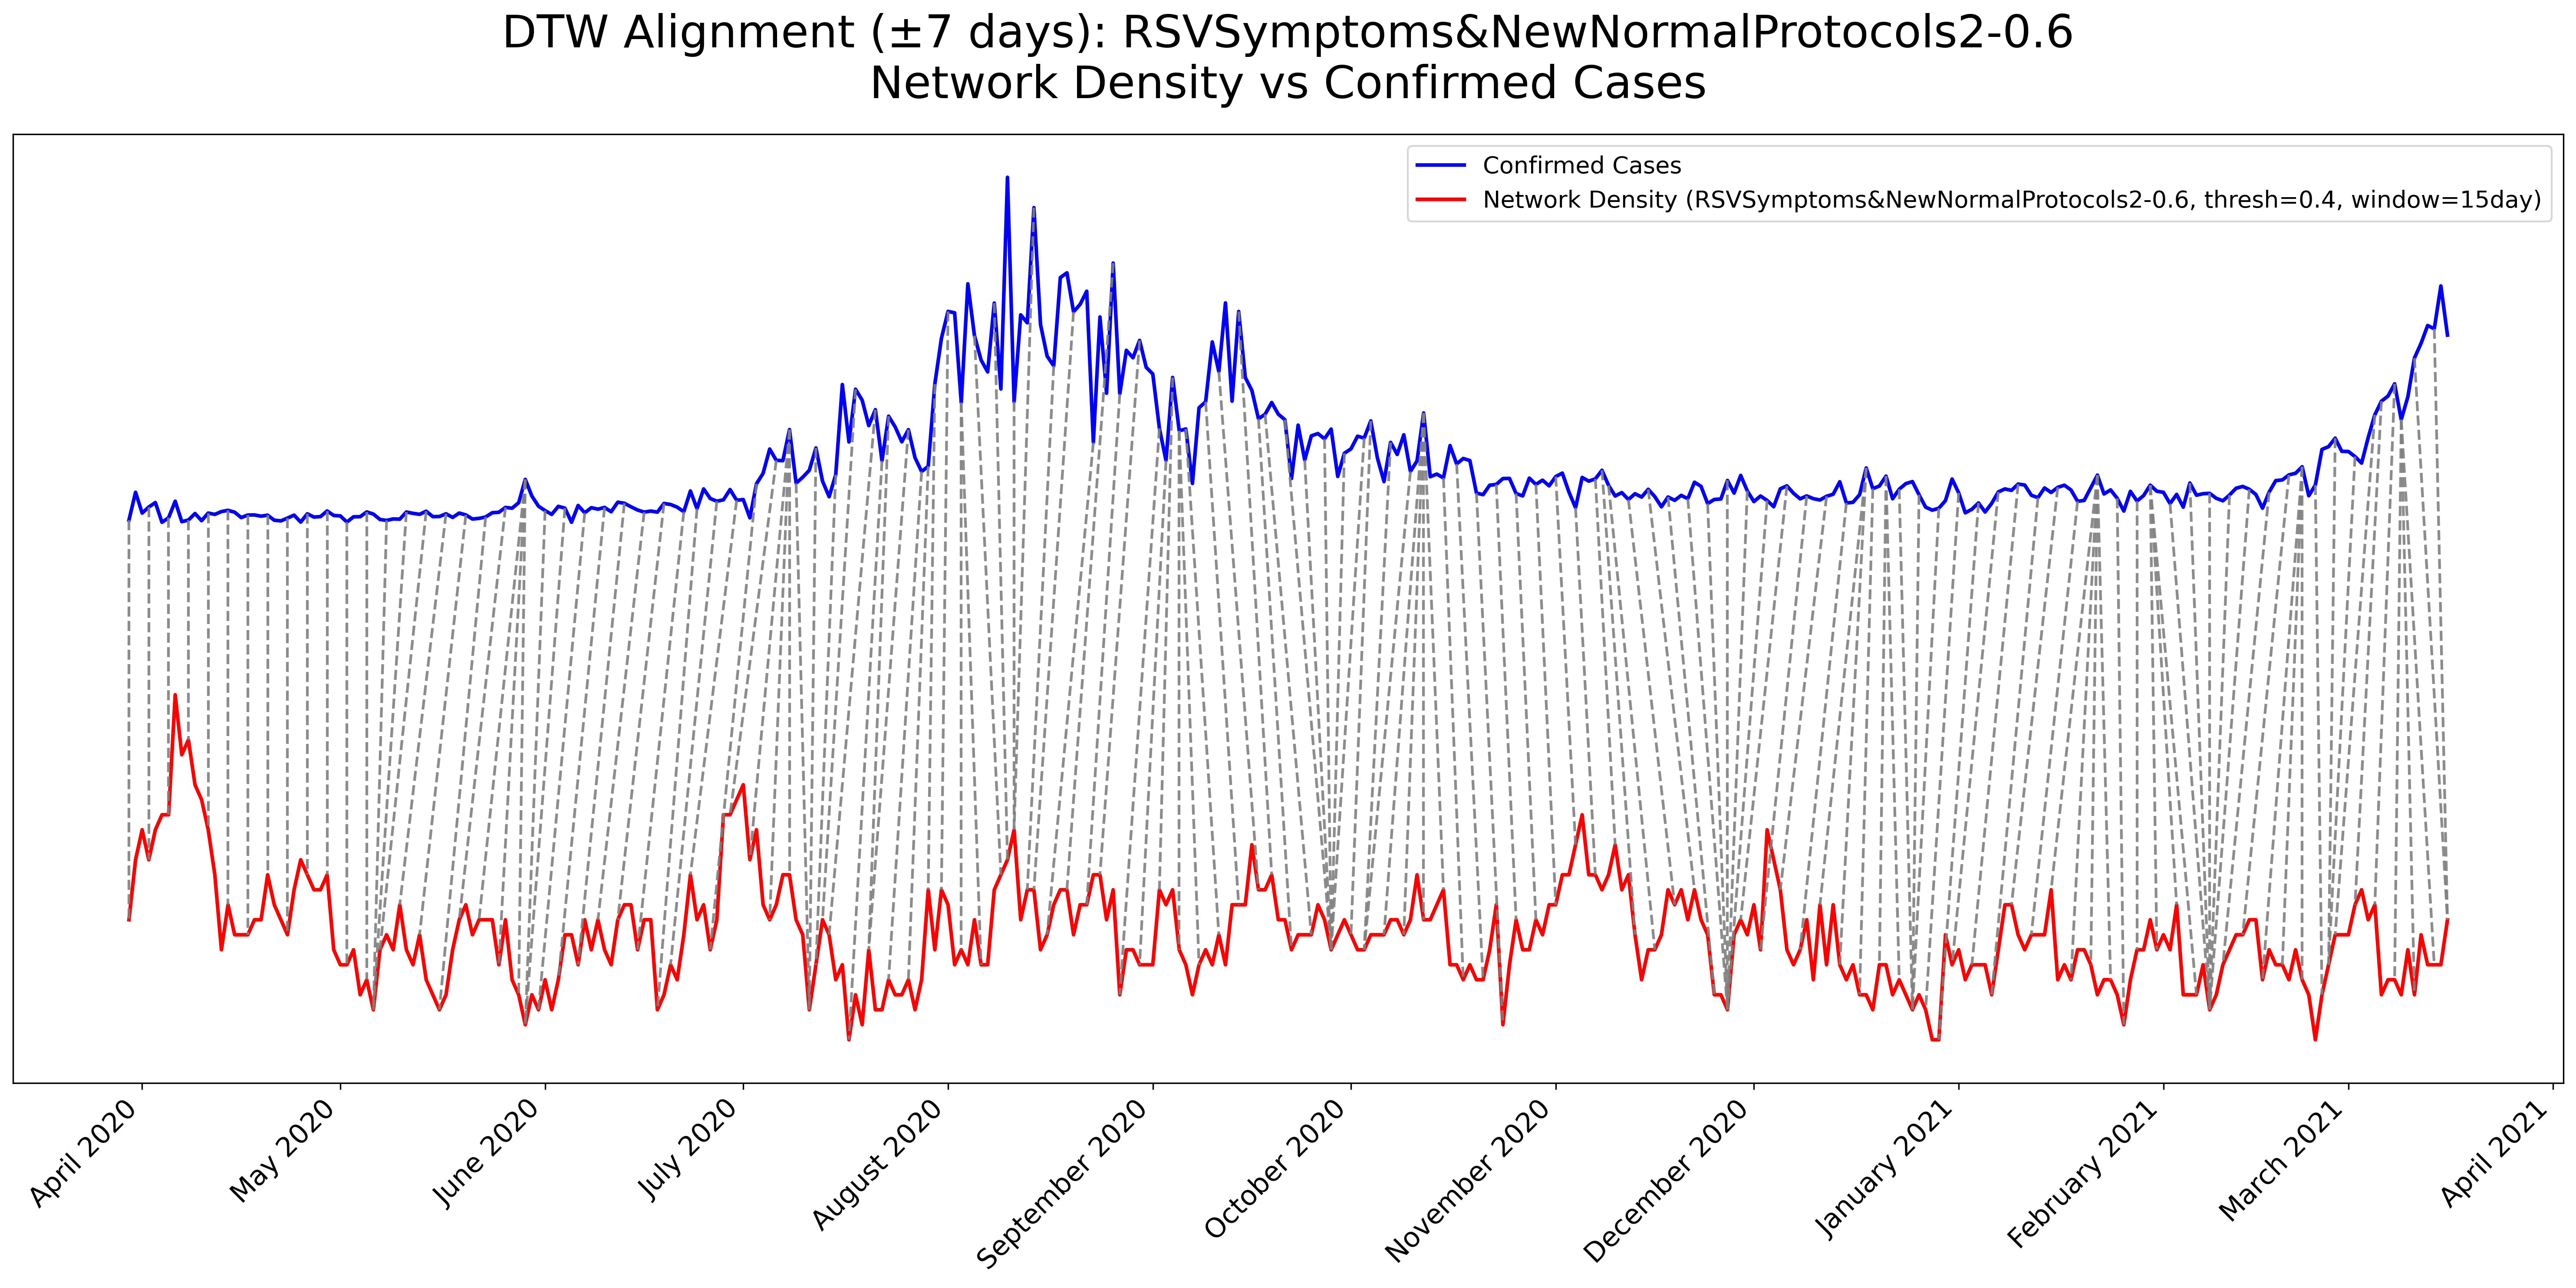 DTW Alignment (±7 days): RSVSymptoms&NewNormalProtocols2-0.6
Network Density vs Confirmed Cases
Confirmed Cases
Network Density (RSVSymptoms&NewNormalProtocols2-0.6, thresh=0.4, window=15day)
April 2020
May 2020
June 2020
July 2020
August 2020
September 2020
October 2020
November 2020
December 2020
January 2021
February 2021
March 2021
April 2021